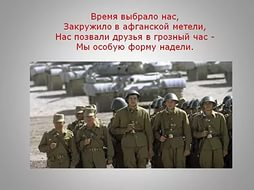 Время выбрало нас,
Закружило в афганской метели,
Нас позвали друзья в грозный час -
Мы особую форму надели.